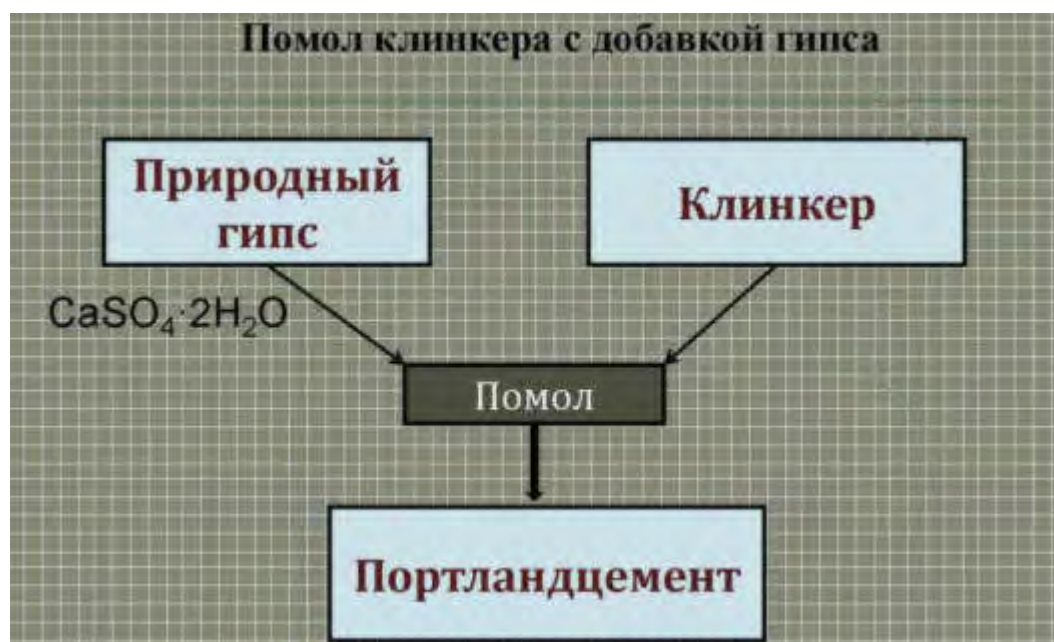 Помол клинкера с добавкой гипса
Природный
гипс
Клинкер
CaSO₄·2H₂O
Помол
Портландцемент